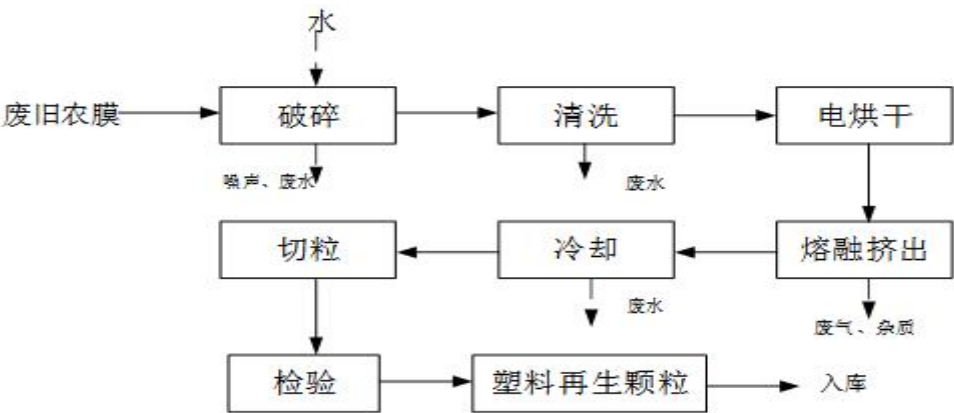 水
废旧农膜
破碎
清洗
电烘干
噪声、废水
废水
切粒
冷却
熔融挤出
废水
废气、杂质
检验
塑料再生颗粒
入库